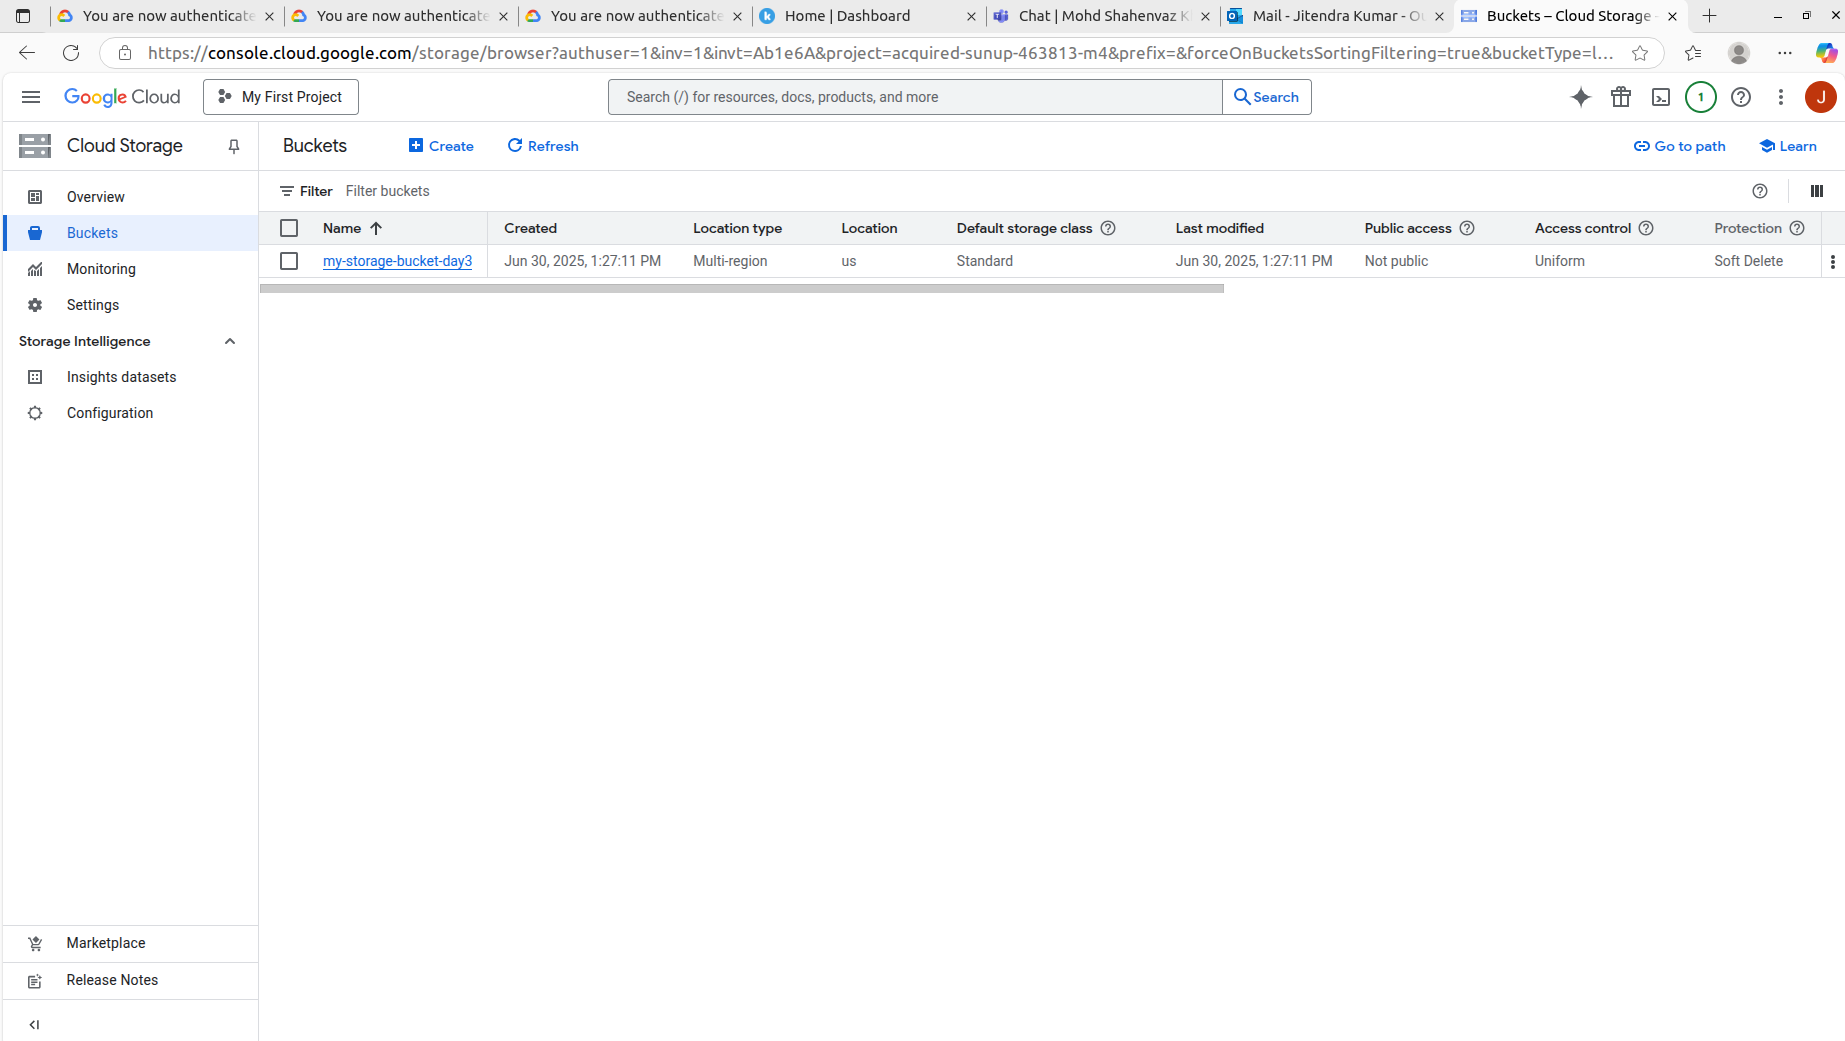 You are now authenticate
You are now authenticate
You are now authenticate
Home | Dashboard
Chat | Mohd Shahenvaz K
Mail - Jitendra Kumar - Ou
Buckets – Cloud Storage -
https://console.cloud.google.com/storage/browser?authuser=1&inv=1&invt=Ab1e6A&project=acquired-sunup-463813-m4&prefix=&forceOnBucketsSortingFiltering=true&bucketType=l...
Google Cloud
My First Project
Search (/) for resources, docs, products, and more
Search
1
J
Cloud Storage
Buckets
Create
Refresh
Go to path
Learn
Overview
Buckets
Monitoring
Settings
Storage Intelligence
Insights datasets
Configuration
Filter Filter buckets
Name Created Location type Location Default storage class Last modified Public access Access control Protection
my-storage-bucket-day3 Jun 30, 2025, 1:27:11 PM Multi-region us Standard Jun 30, 2025, 1:27:11 PM Not public Uniform Soft Delete
Marketplace
Release Notes